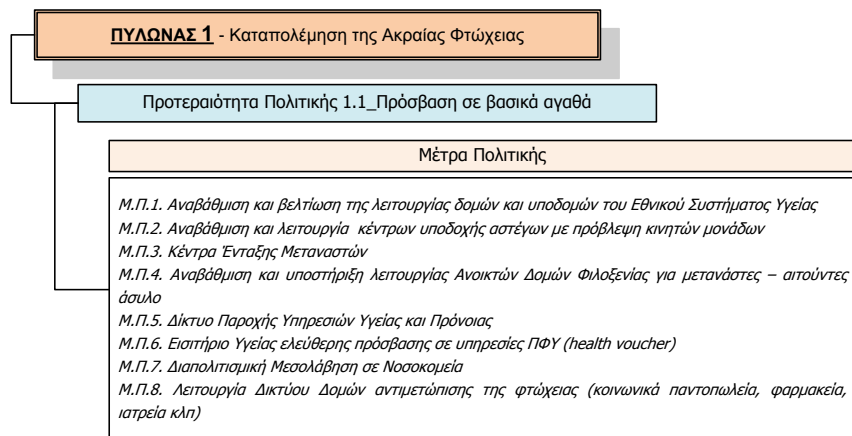 ΠΥΛΩΝΑΣ 1 - Καταπολέμηση της Ακραίας Φτώχειας
Προτεραιότητα Πολιτικής 1.1_Πρόσβαση σε βασικά αγαθά
Μέτρα Πολιτικής
Μ.Π.1. Αναβάθμιση και βελτίωση της λειτουργίας δομών και υποδομών του Εθνικού Συστήματος Υγείας
Μ.Π.2. Αναβάθμιση και λειτουργία κέντρων υποδοχής αστέγων με πρόβλεψη κινητών μονάδων
Μ.Π.3. Κέντρα Ένταξης Μεταναστών
Μ.Π.4. Αναβάθμιση και υποστήριξη λειτουργίας Ανοικτών Δομών Φιλοξενίας για μετανάστες – αιτούντες
άσυλο
Μ.Π.5. Δίκτυο Παροχής Υπηρεσιών Υγείας και Πρόνοιας
Μ.Π.6. Εισιτήριο Υγείας ελεύθερης πρόσβασης σε υπηρεσίες ΠΦΥ (health voucher)
Μ.Π.7. Διαπολιτισμική Μεσολάβηση σε Νοσοκομεία
Μ.Π.8. Λειτουργία Δικτύου Δομών αντιμετώπισης της φτώχειας (κοινωνικά παντοπωλεία, φαρμακεία,
ιατρεία κλπ)